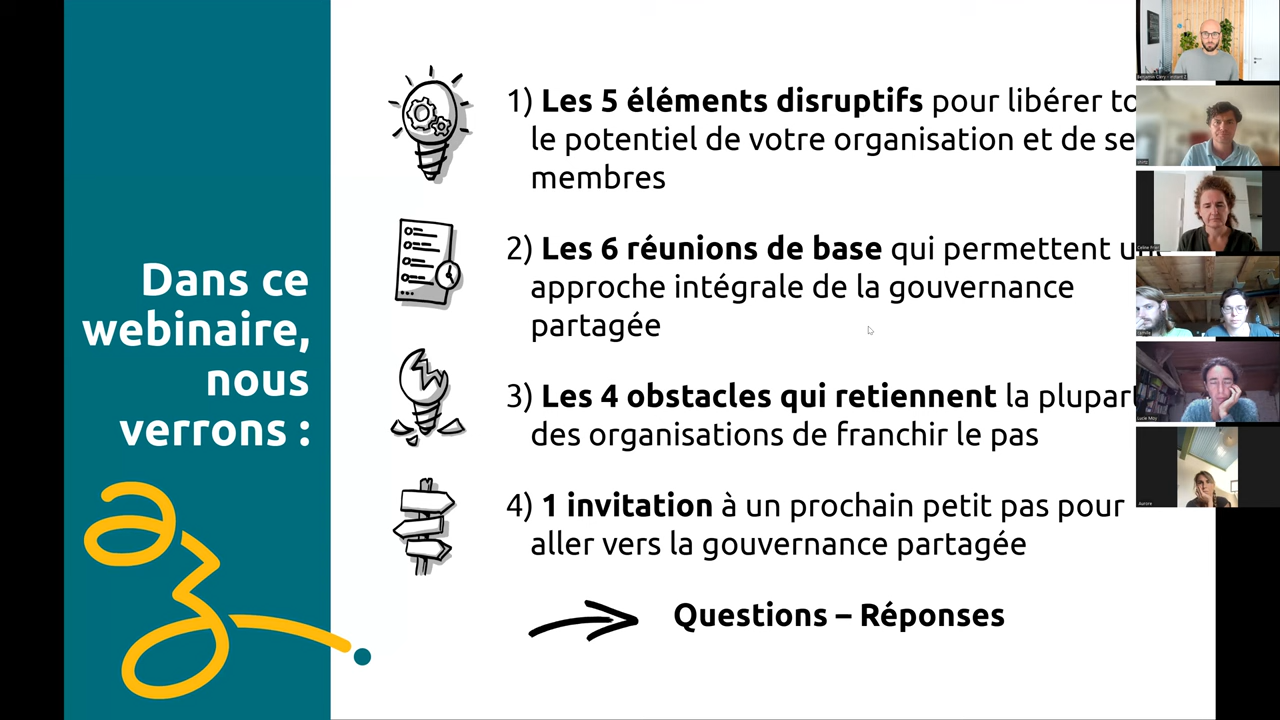 Dans ce
webinaire,
nous
verrons :
1) Les 5 éléments disruptifs pour libérer to
le potentiel de votre organisation et de se
membres
2) Les 6 réunions de base qui permettent une
approche intégrale de la gouvernance
partagée
3) Les 4 obstacles qui retiennent la plupart
des organisations de franchir le pas
4) 1 invitation à un prochain petit pas pour
aller vers la gouvernance partagée
Questions – Réponses
Aurore